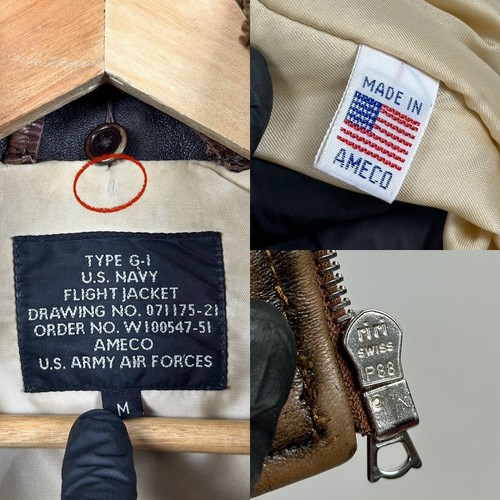 TYPE G-1
U.S. NAVY
FLIGHT JACKET
DRAWING NO. 071175-21
ORDER NO. W100547-51
AMECO
U.S. ARMY AIR FORCES
M
MADE IN
AMECO
SWISS